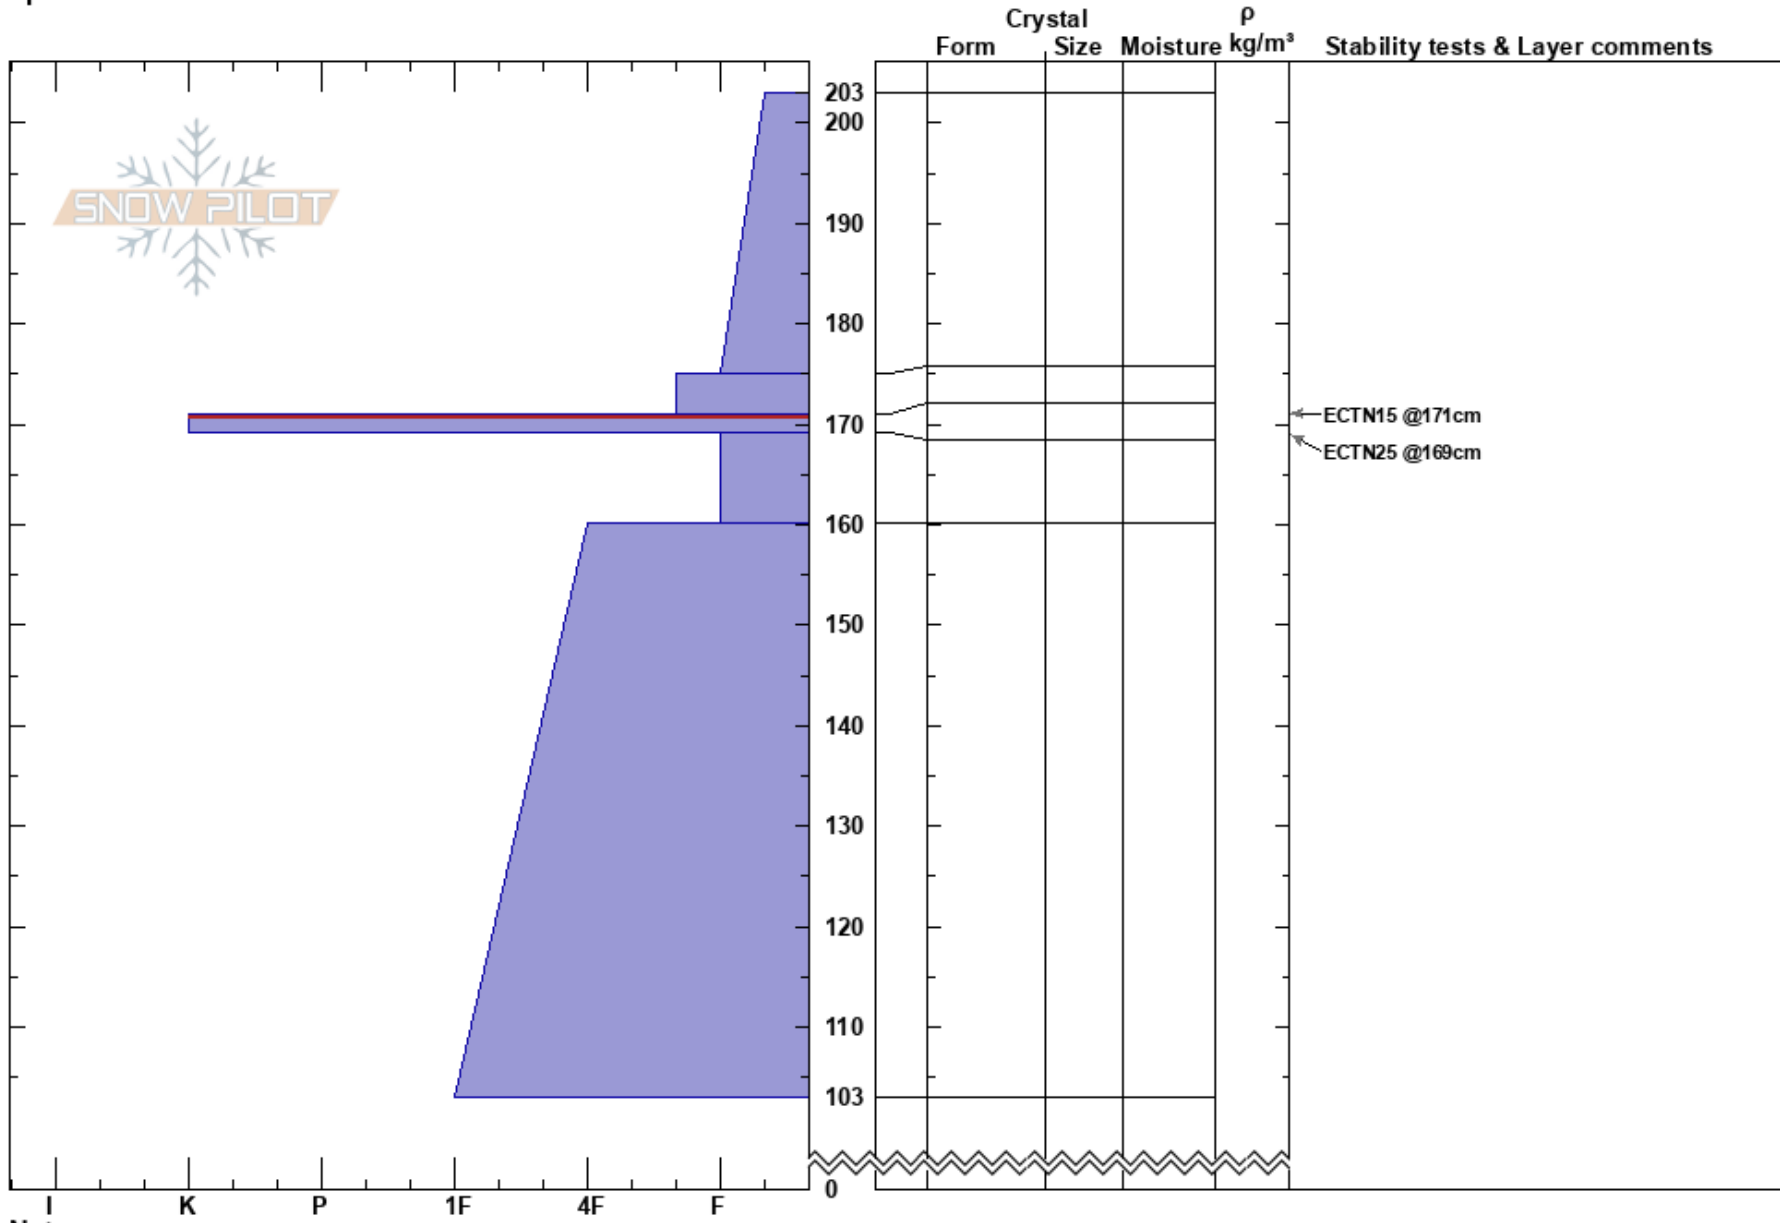 Crystal
ρ
Form Size Moisture kg/m³ Stability tests & Layer comments
203
200
SNOW PILOT
190
180
170
ECTN15 @171cm
ECTN25 @169cm
160
150
140
130
120
110
103
0
I K P 1F 4F F